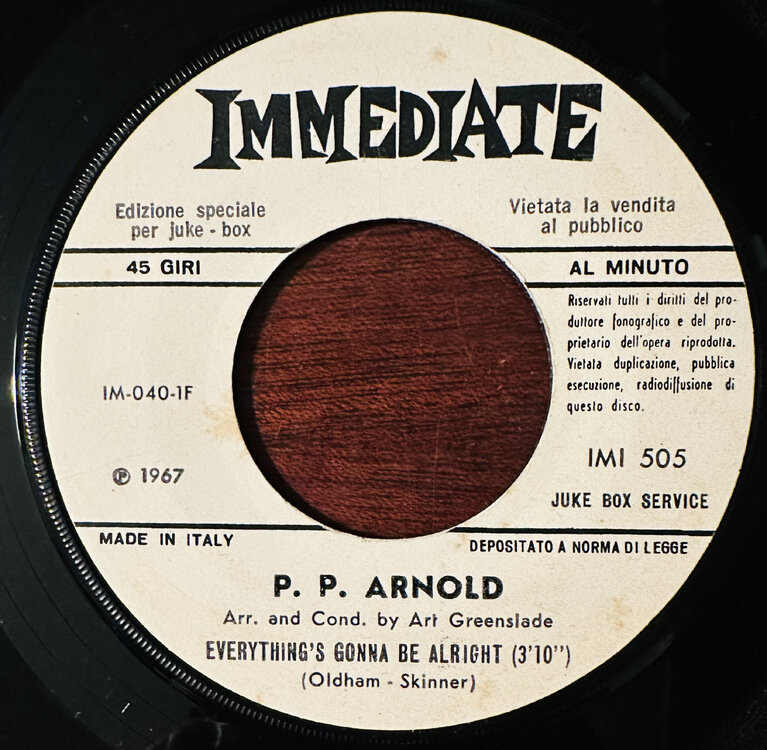 IMMEDIATE
Edizione speciale
per juke - box
Vietata la vendita
al pubblico
45 GIRI
AL MINUTO
Riservati tutti i diritti del pro-
duttore fonografico e del pro-
prietario dell'opera riprodotta.
Vietata duplicazione, pubblica
esecuzione, radiodiffusione di
questo disco.
IM-040-1F
℗ 1967
IMI 505
JUKE BOX SERVICE
MADE IN ITALY
DEPOSITATO A NORMA DI LEGGE
P. P. ARNOLD
Arr. and Cond. by Art Greenslade
EVERYTHING'S GONNA BE ALRIGHT (3'10")
(Oldham - Skinner)